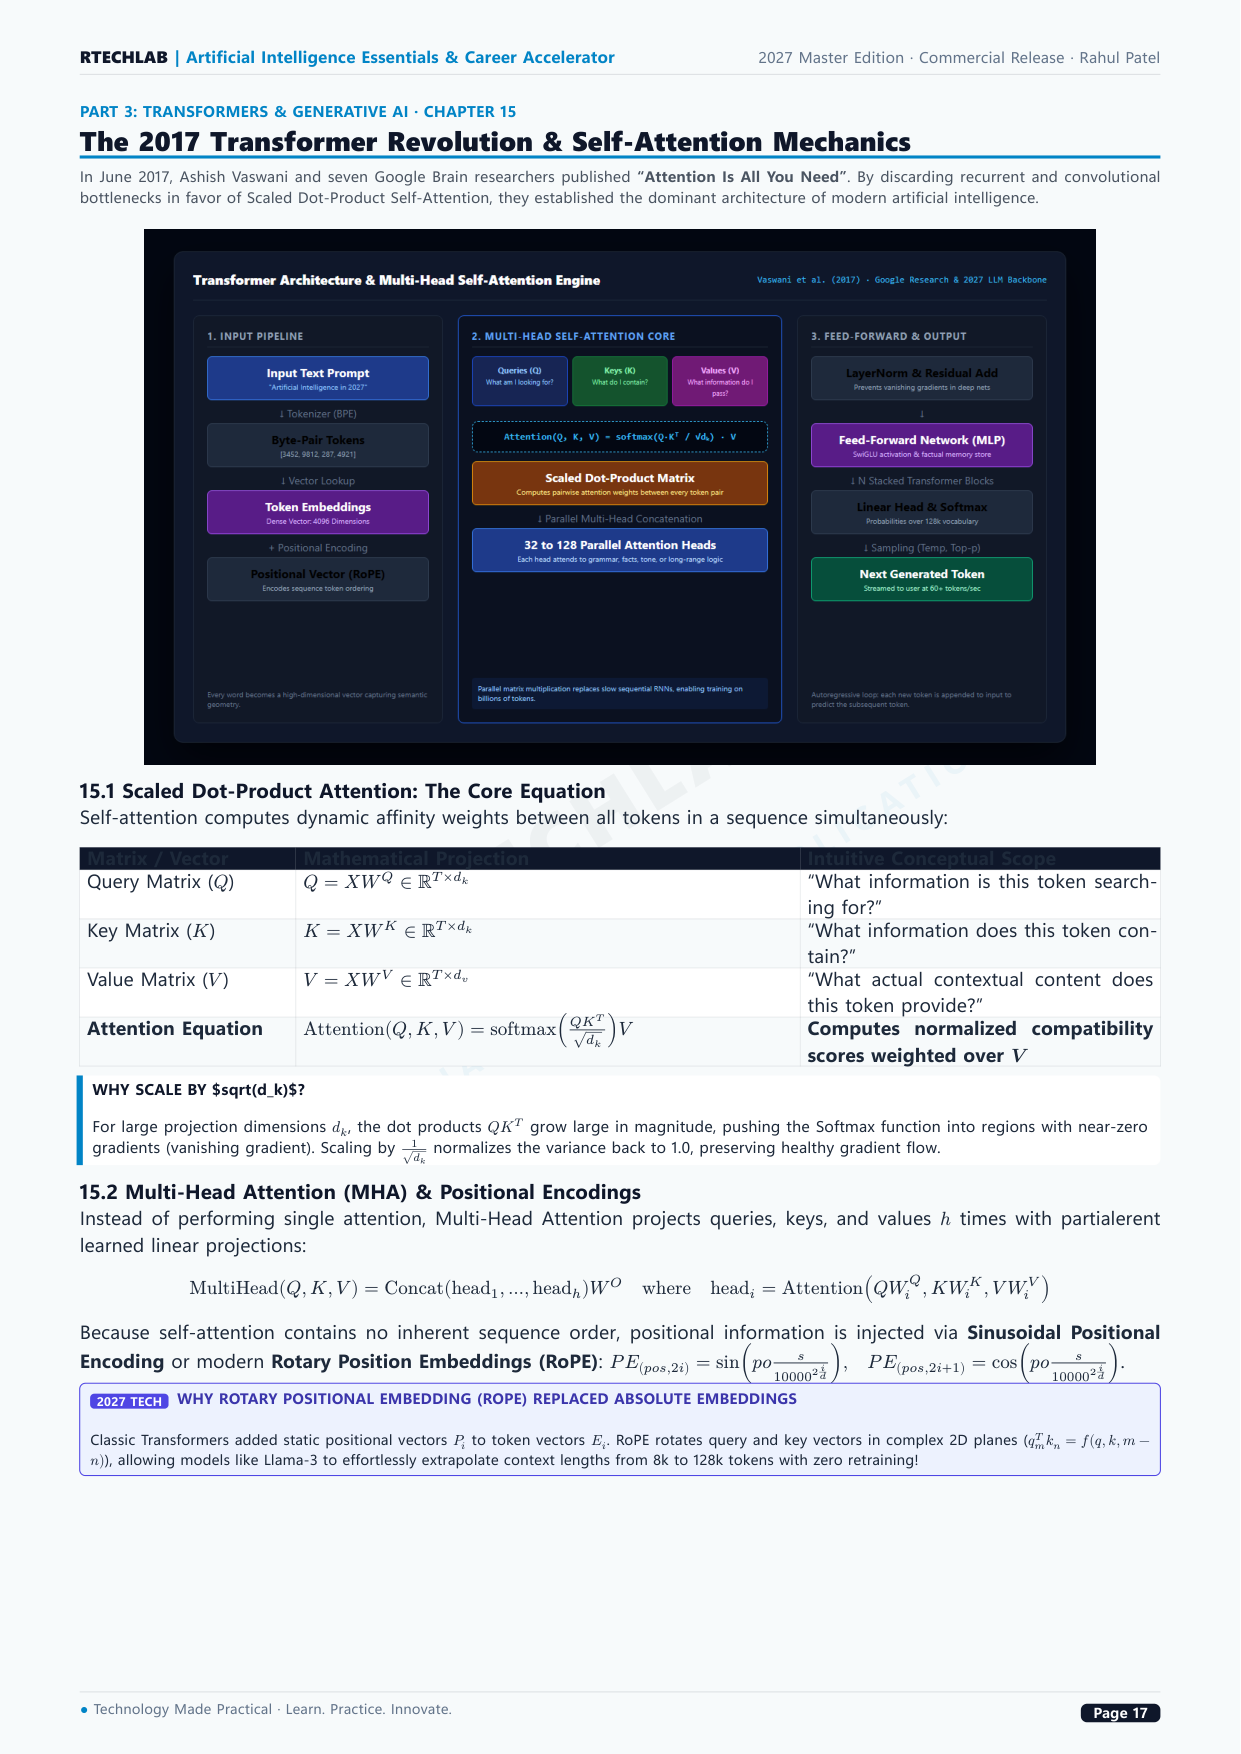 RTECHLAB | Artificial Intelligence Essentials & Career Accelerator
2027 Master Edition · Commercial Release · Rahul Patel
PART 3: TRANSFORMERS & GENERATIVE AI · CHAPTER 15
The 2017 Transformer Revolution & Self-Attention Mechanics
In June 2017, Ashish Vaswani and seven Google Brain researchers published “Attention Is All You Need”. By discarding recurrent and convolutional
bottlenecks in favor of Scaled Dot-Product Self-Attention, they established the dominant architecture of modern artificial intelligence.
Transformer Architecture & Multi-Head Self-Attention Engine
Vaswani et al. (2017) · Google Research & 2027 LLM Backbone
1. INPUT PIPELINE
Input Text Prompt
"Artificial Intelligence in 2027"
↓ Tokenizer (BPE)
Byte-Pair Tokens
[3452, 9812, 287, 4921]
↓ Vector Lookup
Token Embeddings
Dense Vector: 4096 Dimensions
+ Positional Encoding
Positional Vector (RoPE)
Encodes sequence token ordering
Every word becomes a high-dimensional vector capturing semantic
geometry.
2. MULTI-HEAD SELF-ATTENTION CORE
Queries (Q)
What am I looking for?
Keys (K)
What do I contain?
Values (V)
What information do I
pass?
Attention(Q, K, V) = softmax(Q·Kᵀ / √dₖ) · V
Scaled Dot-Product Matrix
Computes pairwise attention weights between every token pair
↓ Parallel Multi-Head Concatenation
32 to 128 Parallel Attention Heads
Each head attends to grammar, facts, tone, or long-range logic
Parallel matrix multiplication replaces slow sequential RNNs, enabling training on
billions of tokens.
3. FEED-FORWARD & OUTPUT
LayerNorm & Residual Add
Prevents vanishing gradients in deep nets
↓
Feed-Forward Network (MLP)
SwiGLU activation & factual memory store
↓ N Stacked Transformer Blocks
Linear Head & Softmax
Probabilities over 128k vocabulary
↓ Sampling (Temp, Top-p)
Next Generated Token
Streamed to user at 60+ tokens/sec
Autoregressive loop: each new token is appended to input to
predict the subsequent token.
15.1 Scaled Dot-Product Attention: The Core Equation
Self-attention computes dynamic affinity weights between all tokens in a sequence simultaneously:
Matrix / Vector Mathematical Projection Intuitive Conceptual Scope
Query Matrix (Q) Q = XW^Q ∈ ℝ^{T×d_k} “What information is this token search-
ing for?”
Key Matrix (K) K = XW^K ∈ ℝ^{T×d_k} “What information does this token con-
tain?”
Value Matrix (V) V = XW^V ∈ ℝ^{T×d_v} “What actual contextual content does
this token provide?”
Attention Equation Attention(Q, K, V) = softmax(QK^T / √d_k)V Computes normalized compatibility
scores weighted over V
WHY SCALE BY $sqrt(d_k)$?
For large projection dimensions d_k, the dot products QK^T grow large in magnitude, pushing the Softmax function into regions with near-zero
gradients (vanishing gradient). Scaling by 1/√d_k normalizes the variance back to 1.0, preserving healthy gradient flow.
15.2 Multi-Head Attention (MHA) & Positional Encodings
Instead of performing single attention, Multi-Head Attention projects queries, keys, and values h times with partialerent
learned linear projections:
MultiHead(Q, K, V) = Concat(head_1, ..., head_h)W^O where head_i = Attention(QW_i^Q, KW_i^K, VW_i^V)
Because self-attention contains no inherent sequence order, positional information is injected via Sinusoidal Positional
Encoding or modern Rotary Position Embeddings (RoPE): PE_(pos,2i) = sin(po s/10000^{2 i/d}), PE_(pos,2i+1) = cos(po s/10000^{2 i/d}).
2027 TECH WHY ROTARY POSITIONAL EMBEDDING (ROPE) REPLACED ABSOLUTE EMBEDDINGS
Classic Transformers added static positional vectors P_i to token vectors E_i. RoPE rotates query and key vectors in complex 2D planes (q_m^T k_n = f(q, k, m −
n)), allowing models like Llama-3 to effortlessly extrapolate context lengths from 8k to 128k tokens with zero retraining!
● Technology Made Practical · Learn. Practice. Innovate.
Page 17